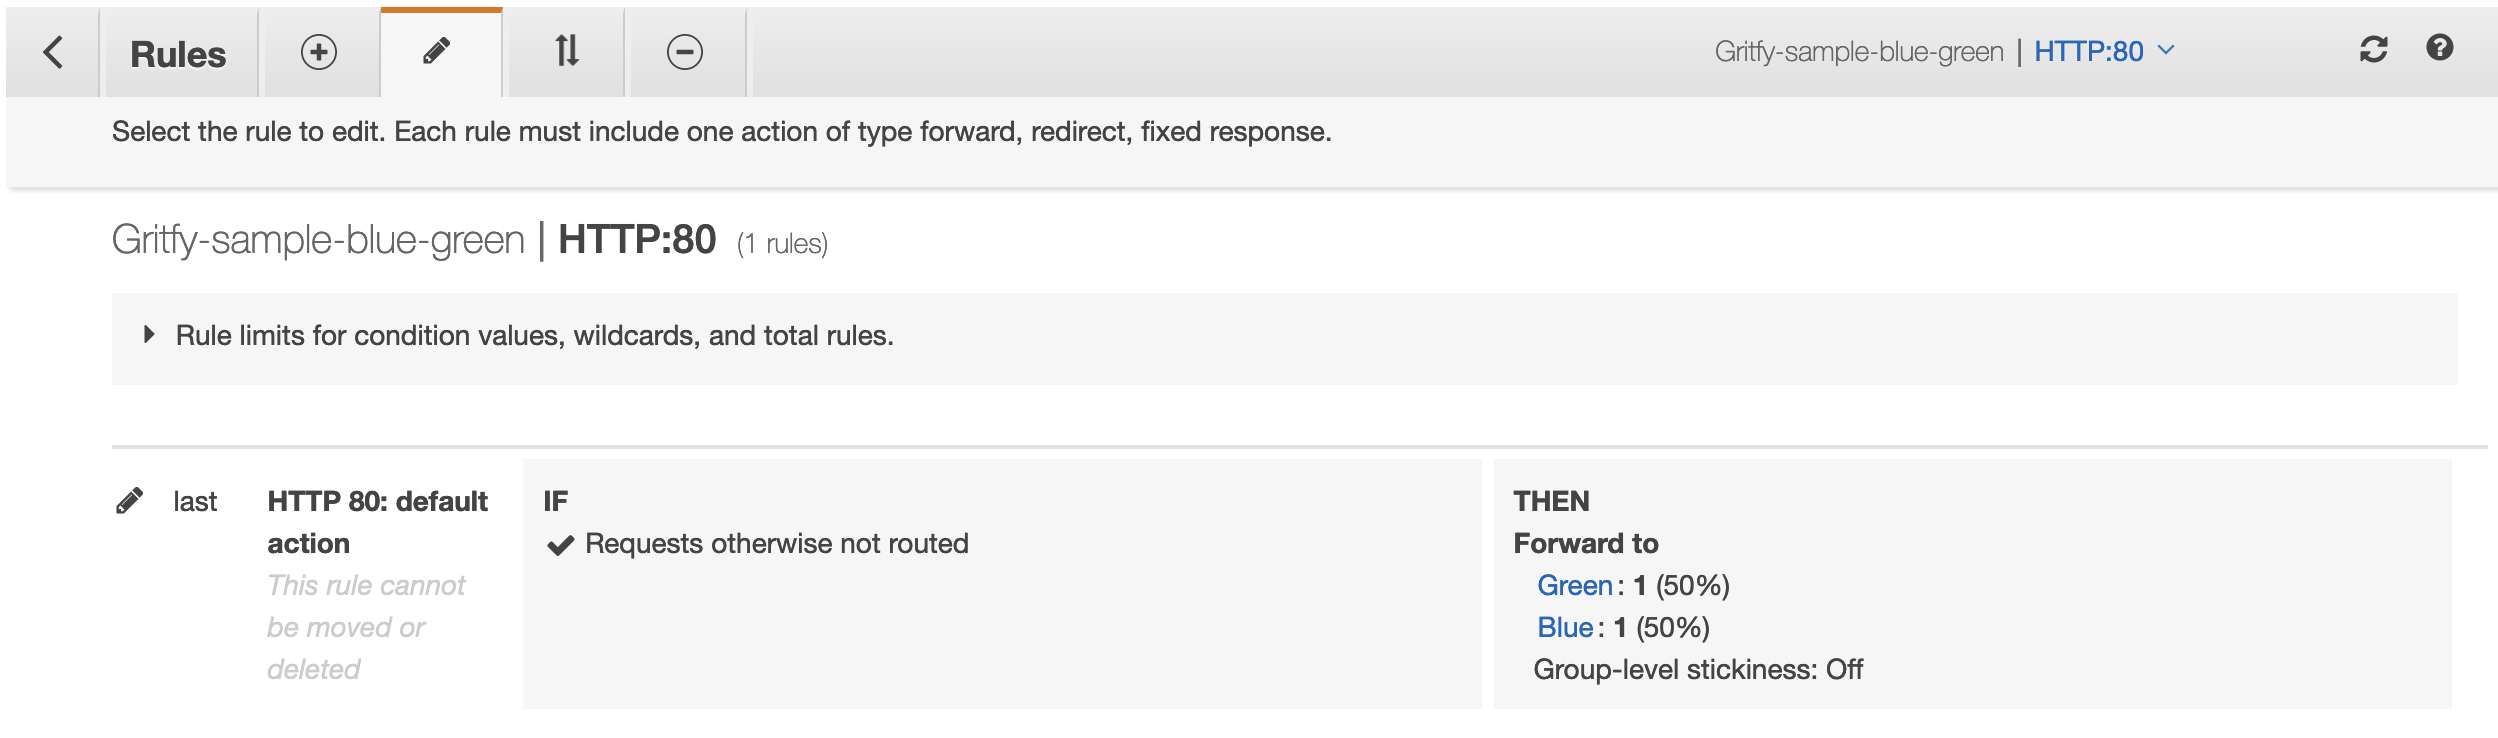 Rules
Gritfy-sample-blue-green | HTTP:80
Select the rule to edit. Each rule must include one action of type forward, redirect, fixed response.
Gritfy-sample-blue-green | HTTP:80 (1 rules)
Rule limits for condition values, wildcards, and total rules.
last
HTTP 80: default
action
This rule cannot
be moved or
deleted
IF
Requests otherwise not routed
THEN
Forward to
Green: 1 (50%)
Blue: 1 (50%)
Group-level stickiness: Off